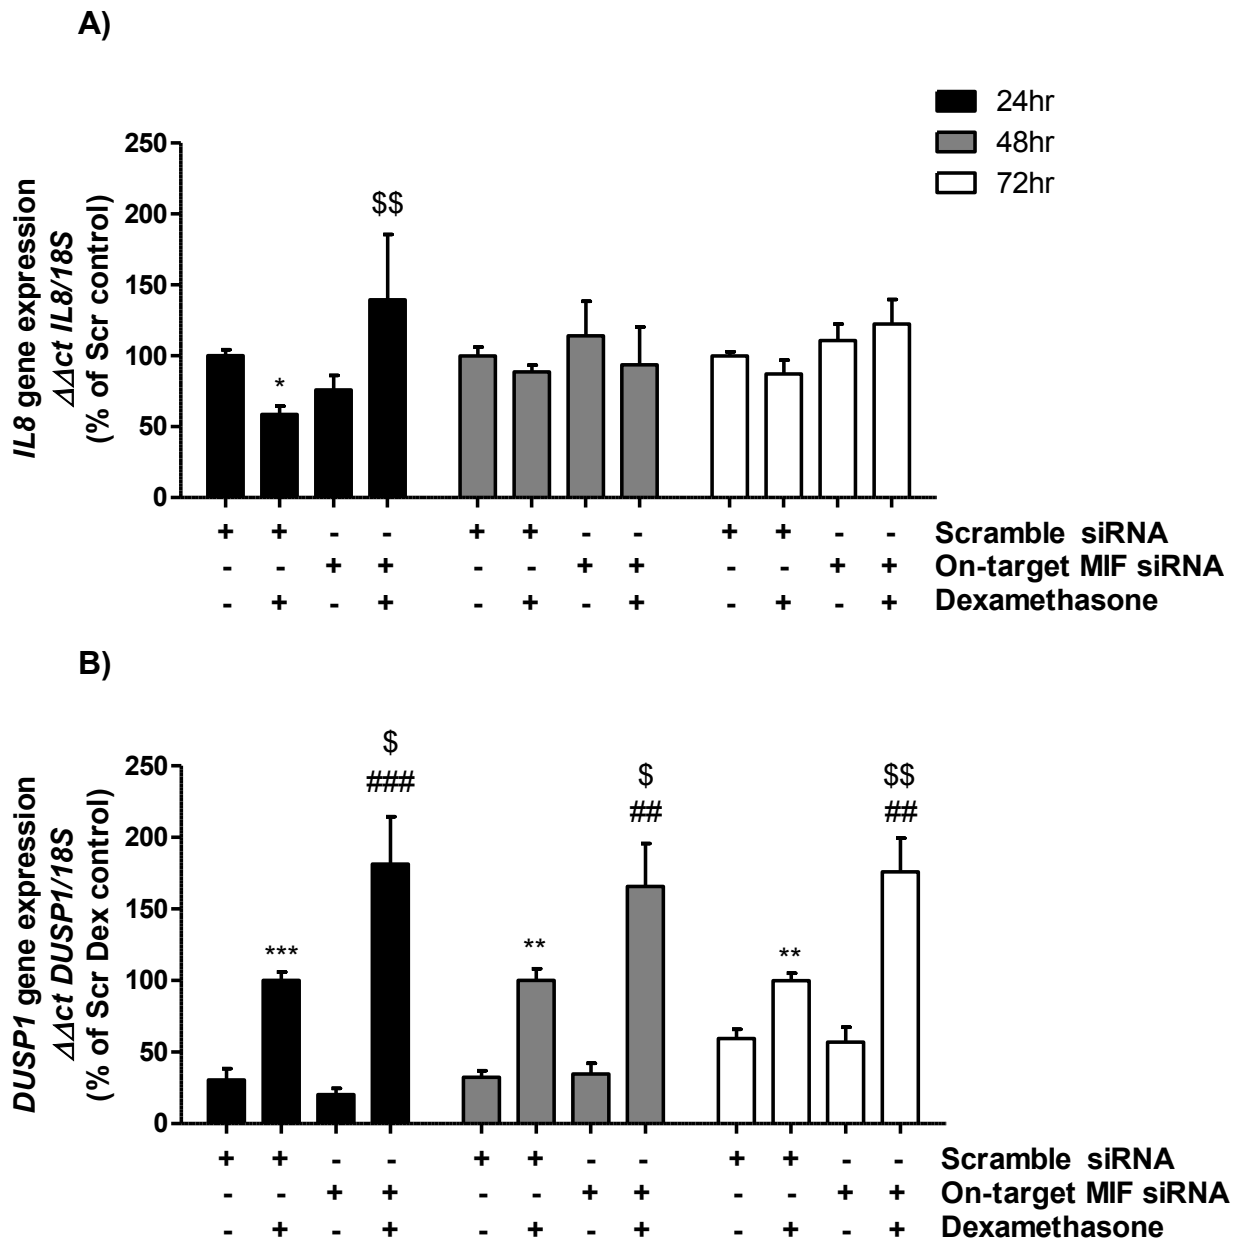 A)
24hr
48hr
72hr
IL8 gene expression
ΔΔct IL8/18S
(% of Scr control)
250
200
150
100
50
0
$$
*
+ + - - + + - - + + - - Scramble siRNA
- - + + - - + + - - + + On-target MIF siRNA
- + - + - + - + - + - + Dexamethasone
B)
DUSP1 gene expression
ΔΔct DUSP1/18S
(% of Scr Dex control)
250
200
150
100
50
0
$ $ $$
### ## ##
*** ** **
+ + - - + + - - + + - - Scramble siRNA
- - + + - - + + - - + + On-target MIF siRNA
- + - + - + - + - + - + Dexamethasone